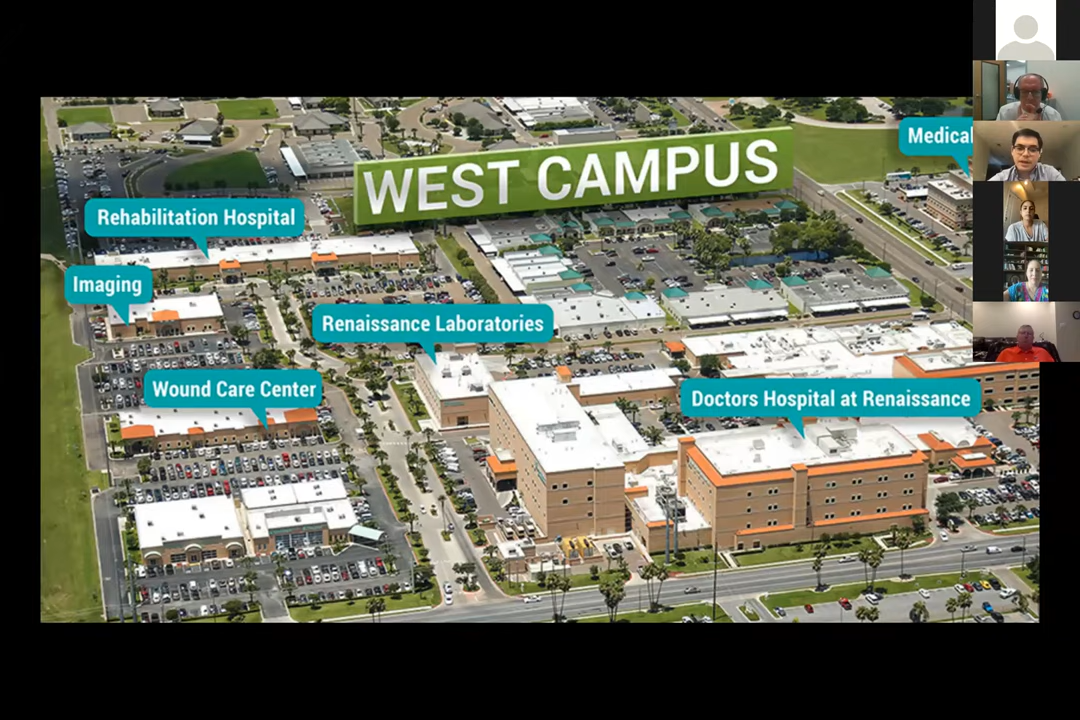 WEST CAMPUS
Medical
Rehabilitation Hospital
Imaging
Renaissance Laboratories
Wound Care Center
Doctors Hospital at Renaissance